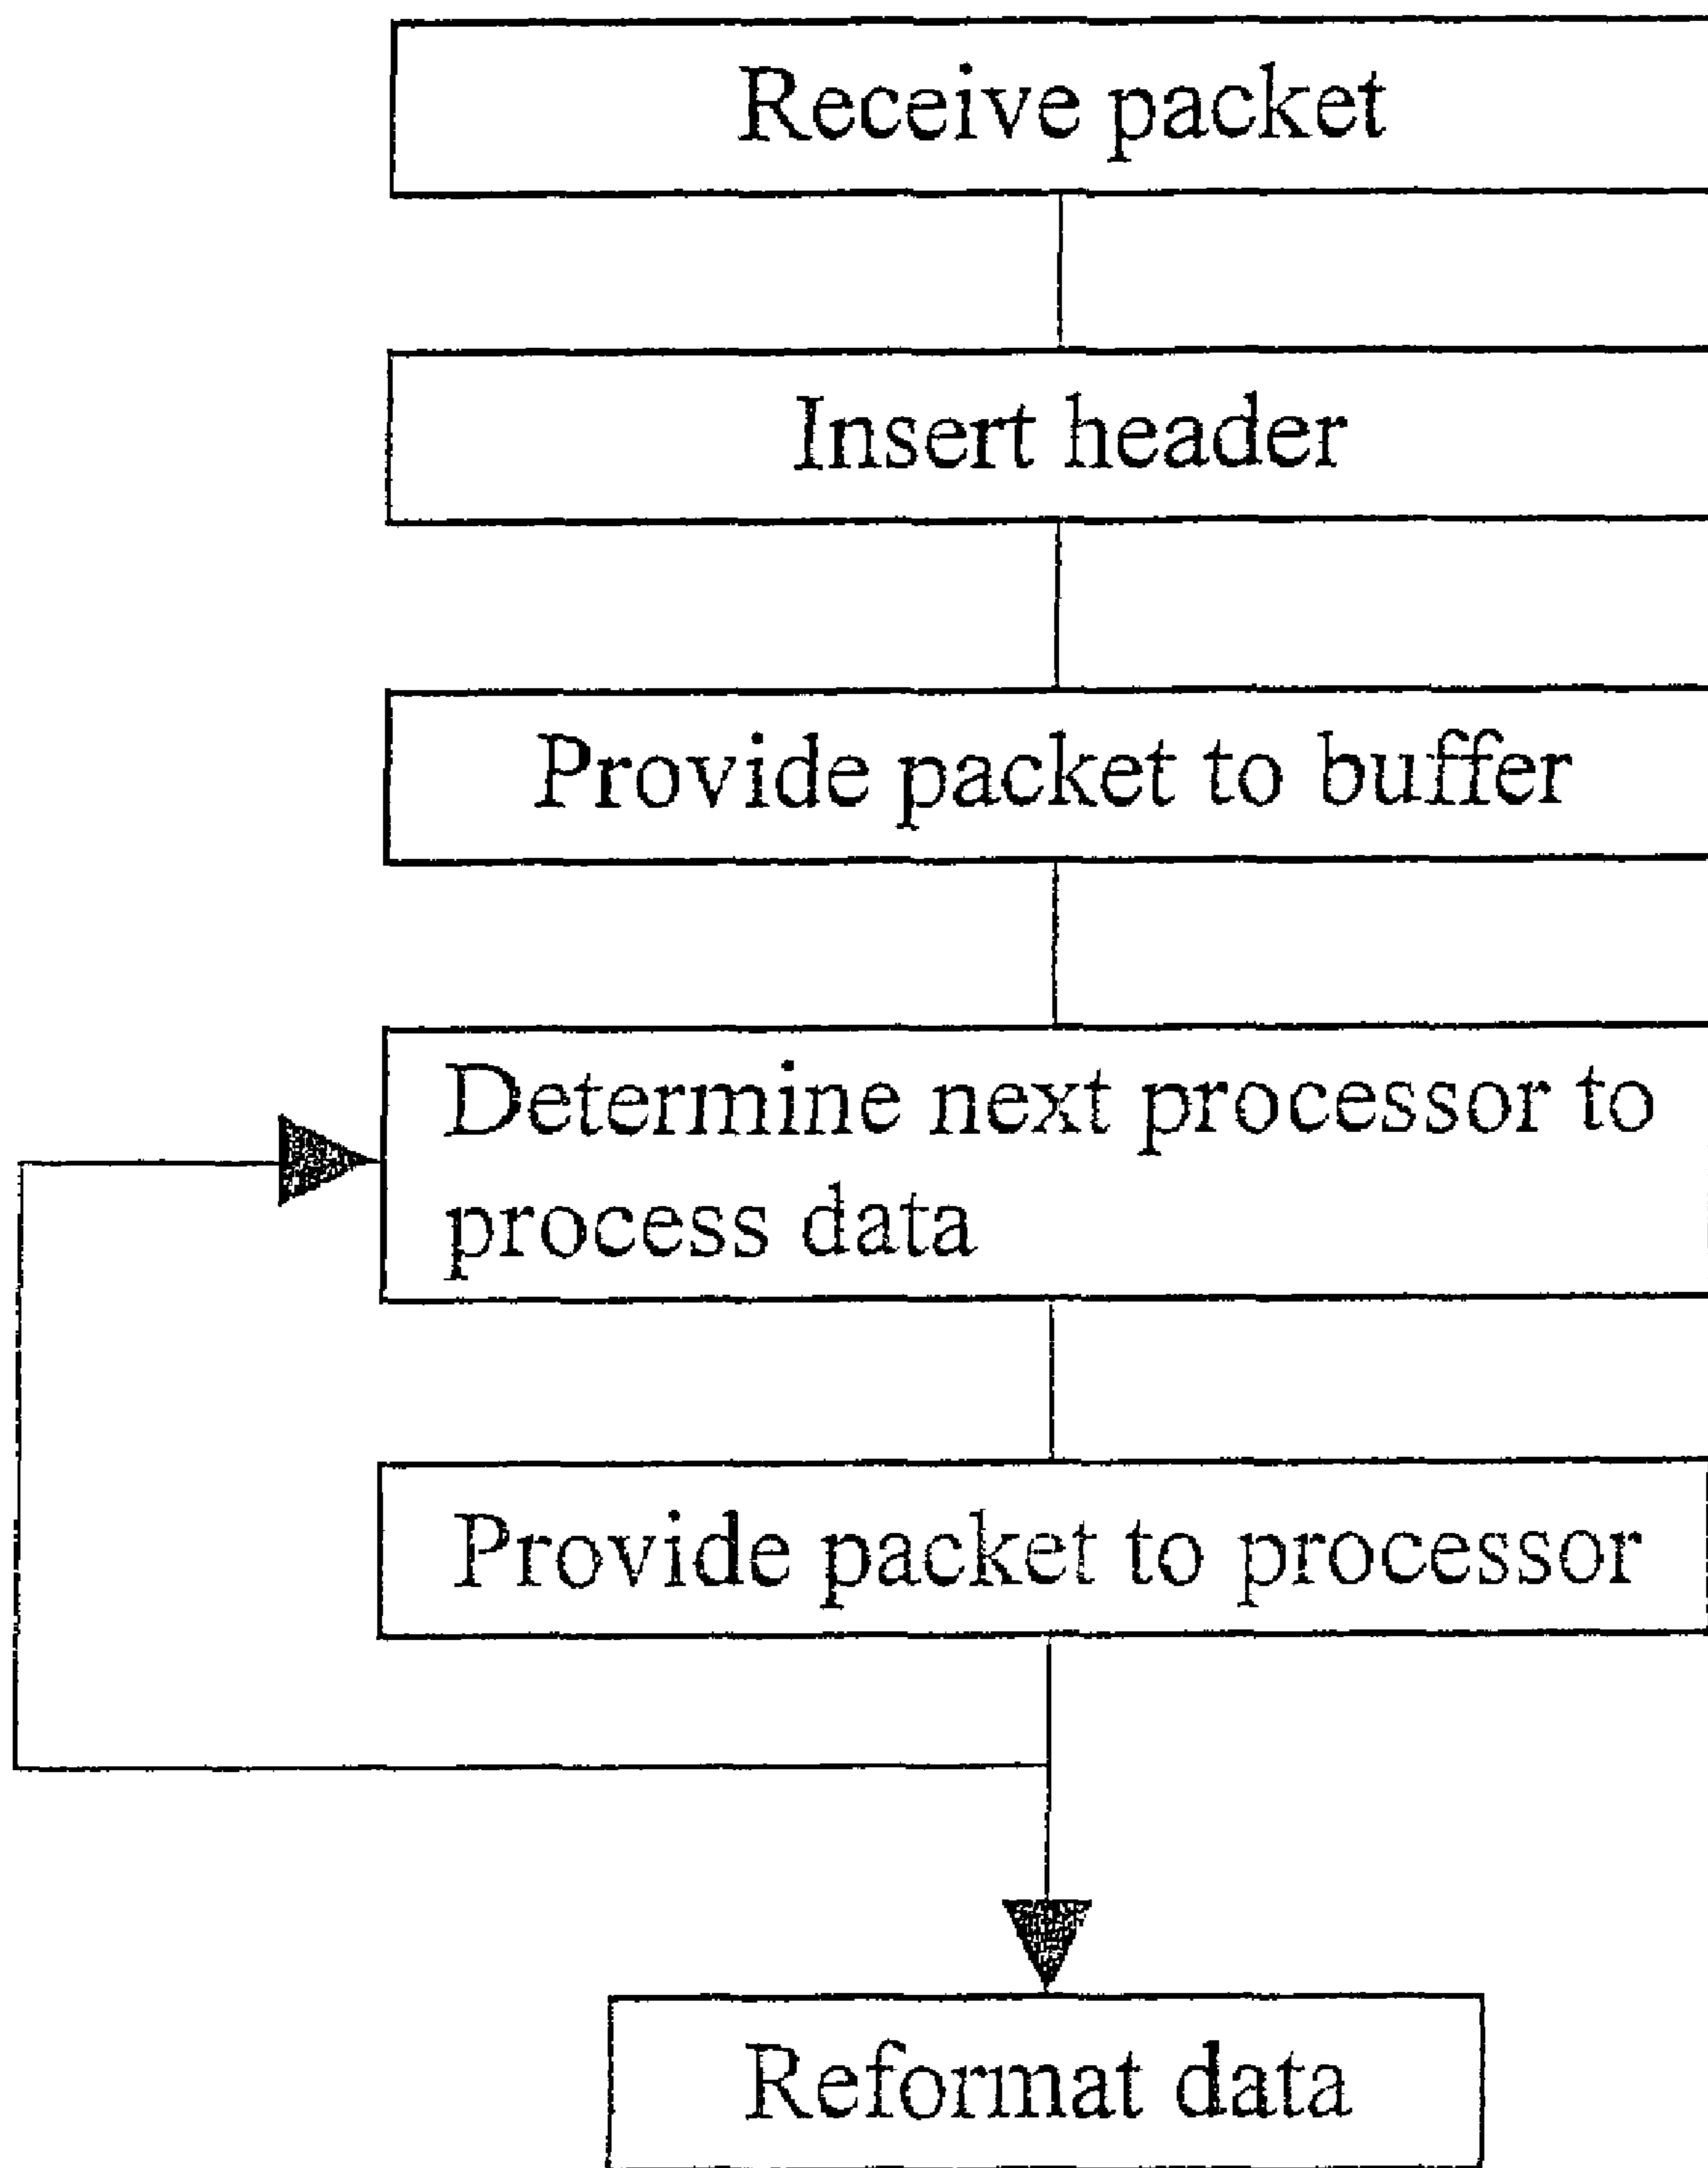 Receive packet
Insert header
Provide packet to buffer
Determine next processor to
process data
Provide packet to processor
Reformat data